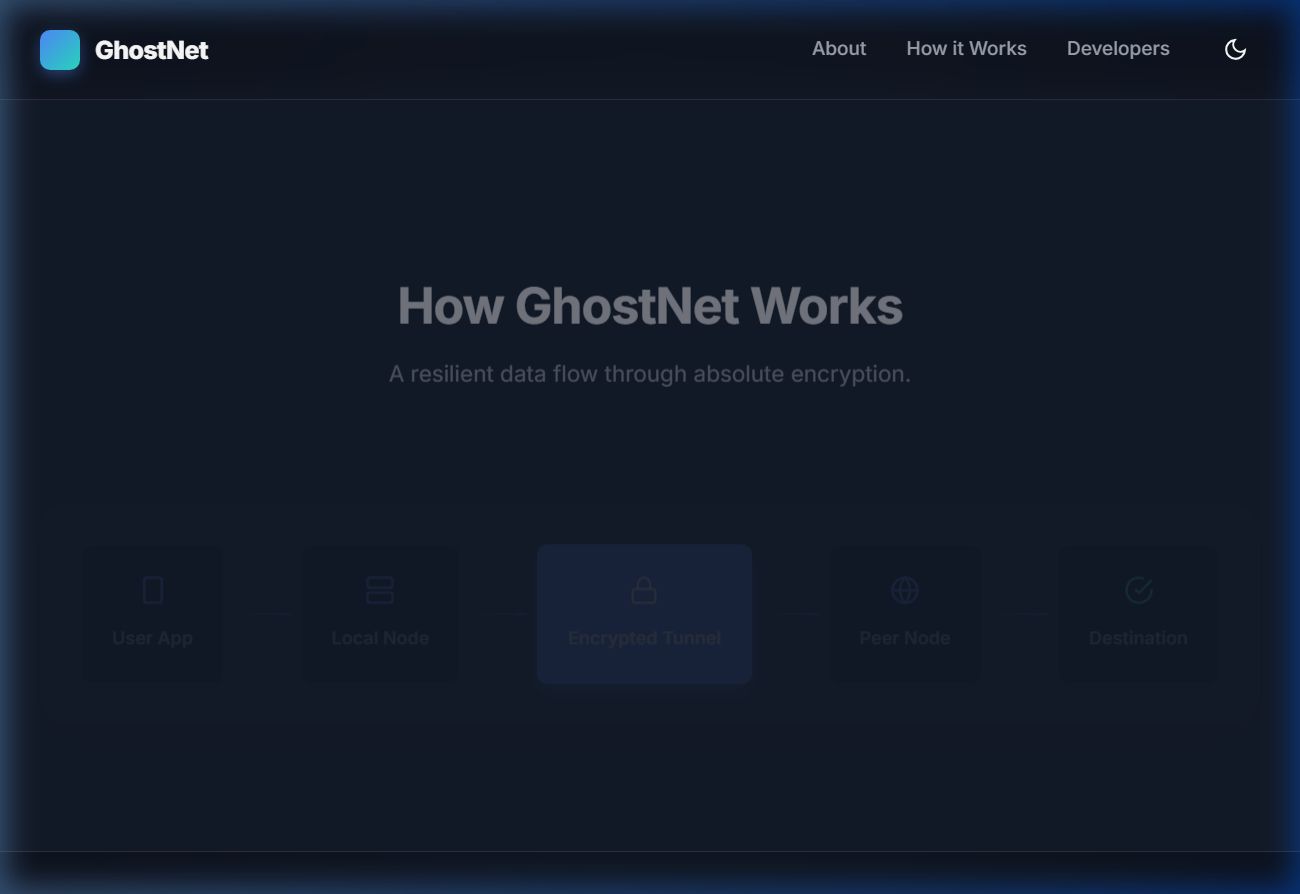 GhostNet
About
How it Works
Developers
How GhostNet Works
A resilient data flow through absolute encryption.
User App
Local Node
Encrypted Tunnel
Peer Node
Destination